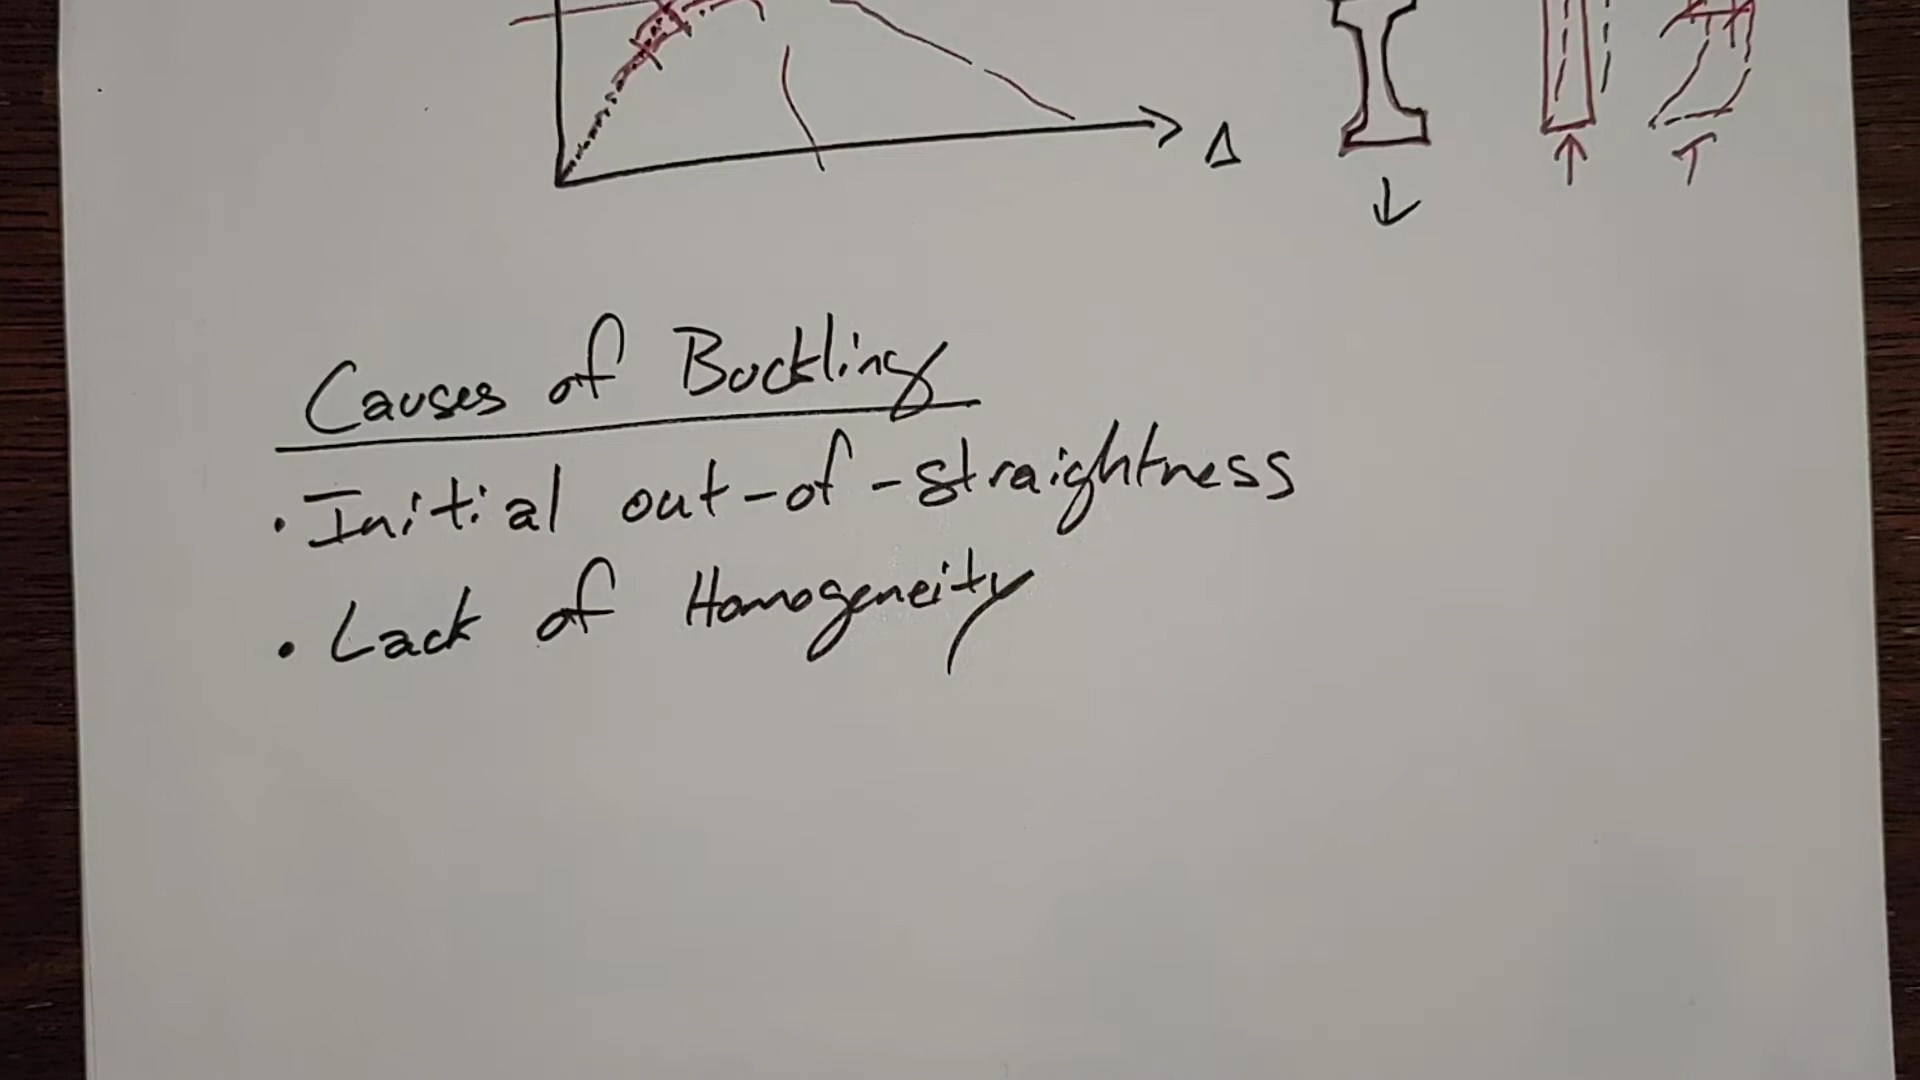 Δ
Causes of Buckling
• Initial out-of-straightness
• Lack of Homogeneity